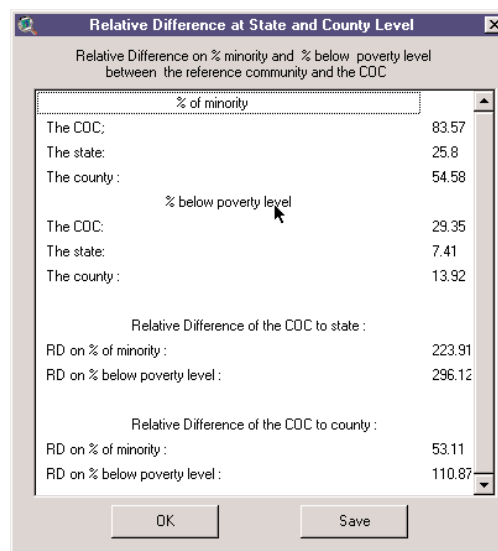 Relative Difference at State and County Level
Relative Difference on % minority and % below poverty level
between the reference community and the COC
% of minority
The COC; 83.57
The state: 25.8
The county : 54.58
% below poverty level
The COC: 29.35
The state: 7.41
The county : 13.92
Relative Difference of the COC to state :
RD on % of minority : 223.91
RD on % below poverty level : 296.12
Relative Difference of the COC to county :
RD on % of minority : 53.11
RD on % below poverty level : 110.87
OK Save